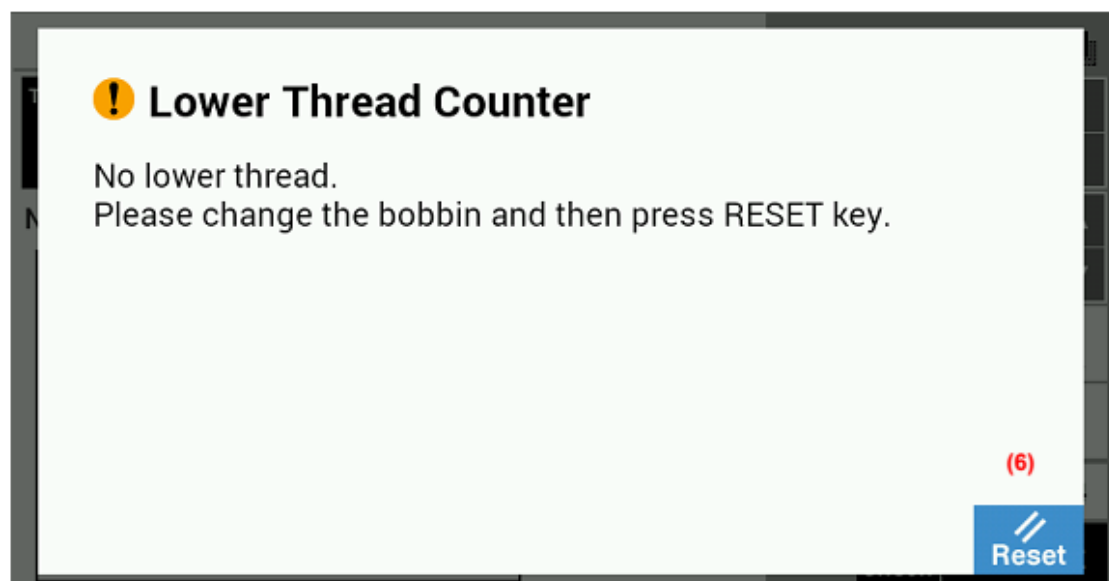 Lower Thread Counter
No lower thread.
Please change the bobbin and then press RESET key.
(6)
Reset